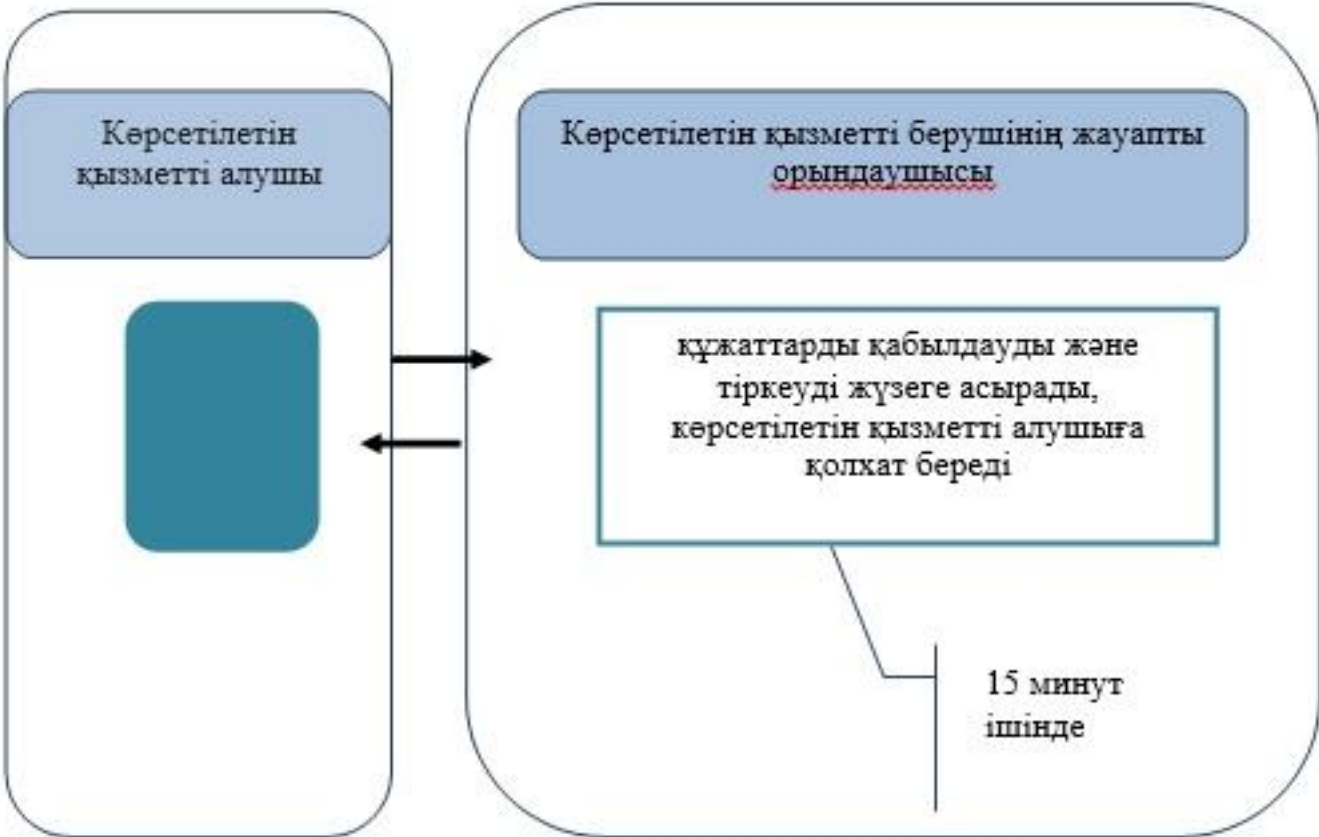 Көрсетілетін
қызметті алушы
Көрсетілетін қызметті берушінің жауапты
орындаушысы
құжаттарды қабылдауды және
тіркеуді жүзеге асырады,
көрсетілетін қызметті алушыға
қолхат береді
15 минут
ішінде